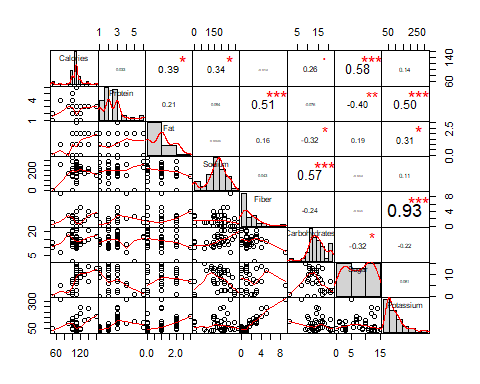 1 3 5 0 150 5 15 50 250
Calories 0.39 * 0.34 * 0.26 . 0.58 *** 0.14 60 140
1 4 Protein 0.21 0.51 *** -0.40 ** 0.50 ***
Fat 0.16 -0.32 * 0.19 0.31 * 0.0 2.5
0 200 Sodium 0.57 *** 0.11
Fiber -0.24 0.93 *** 0 4 8
5 20 Carbohydrates -0.32 * -0.22
0 10
50 300 Potassium
60 120 0.0 2.0 0 4 8 0 5 15